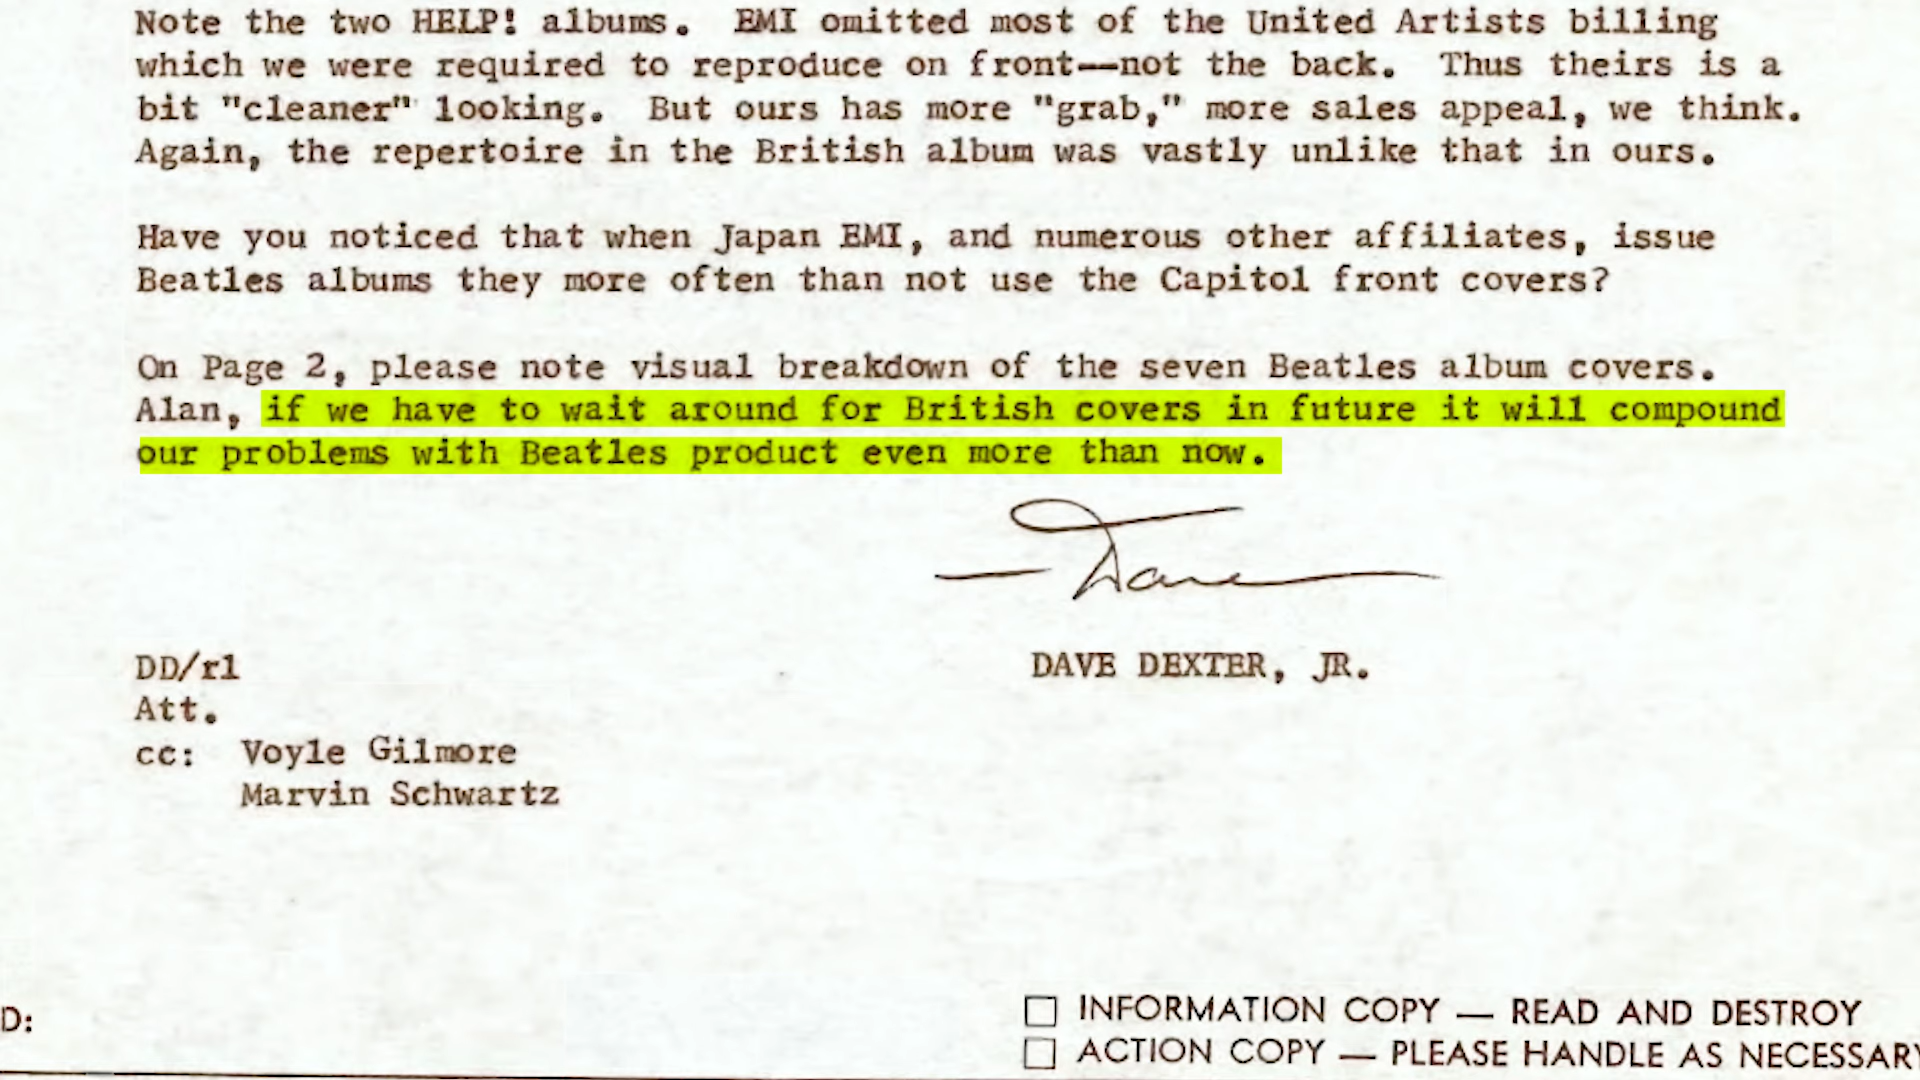 Note the two HELP! albums. EMI omitted most of the United Artists billing
which we were required to reproduce on front—not the back. Thus theirs is a
bit "cleaner" looking. But ours has more "grab," more sales appeal, we think.
Again, the repertoire in the British album was vastly unlike that in ours.
Have you noticed that when Japan EMI, and numerous other affiliates, issue
Beatles albums they more often than not use the Capitol front covers?
On Page 2, please note visual breakdown of the seven Beatles album covers.
Alan, if we have to wait around for British covers in future it will compound
our problems with Beatles product even more than now.
Dave
DD/rl
DAVE DEXTER, JR.
Att.
cc: Voyle Gilmore
Marvin Schwartz
D:
☐ INFORMATION COPY — READ AND DESTROY
☐ ACTION COPY — PLEASE HANDLE AS NECESSARY